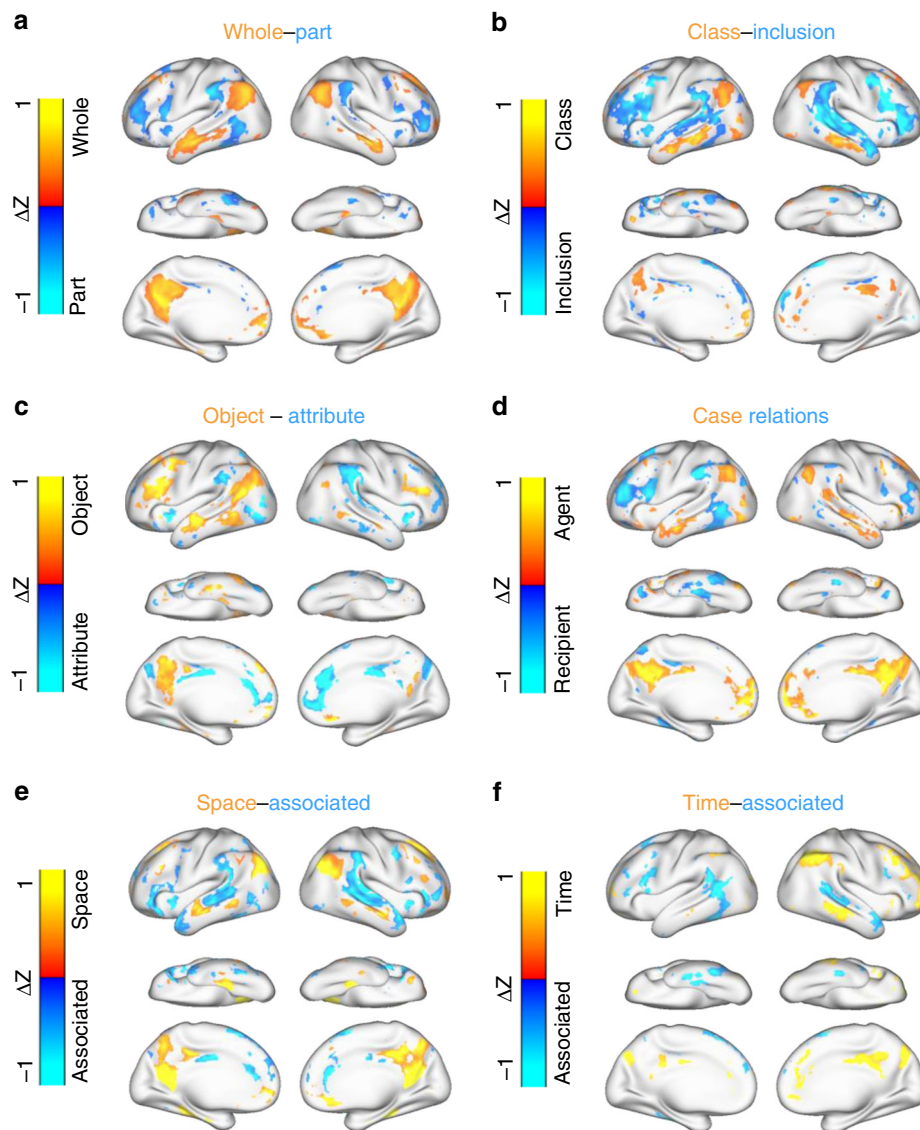 a
Whole–part
1
Whole
ΔZ
−1
Part
b
Class–inclusion
1
Class
ΔZ
−1
Inclusion
c
Object – attribute
1
Object
ΔZ
−1
Attribute
d
Case relations
1
Agent
ΔZ
−1
Recipient
e
Space–associated
1
Space
ΔZ
−1
Associated
f
Time–associated
1
Time
ΔZ
−1
Associated